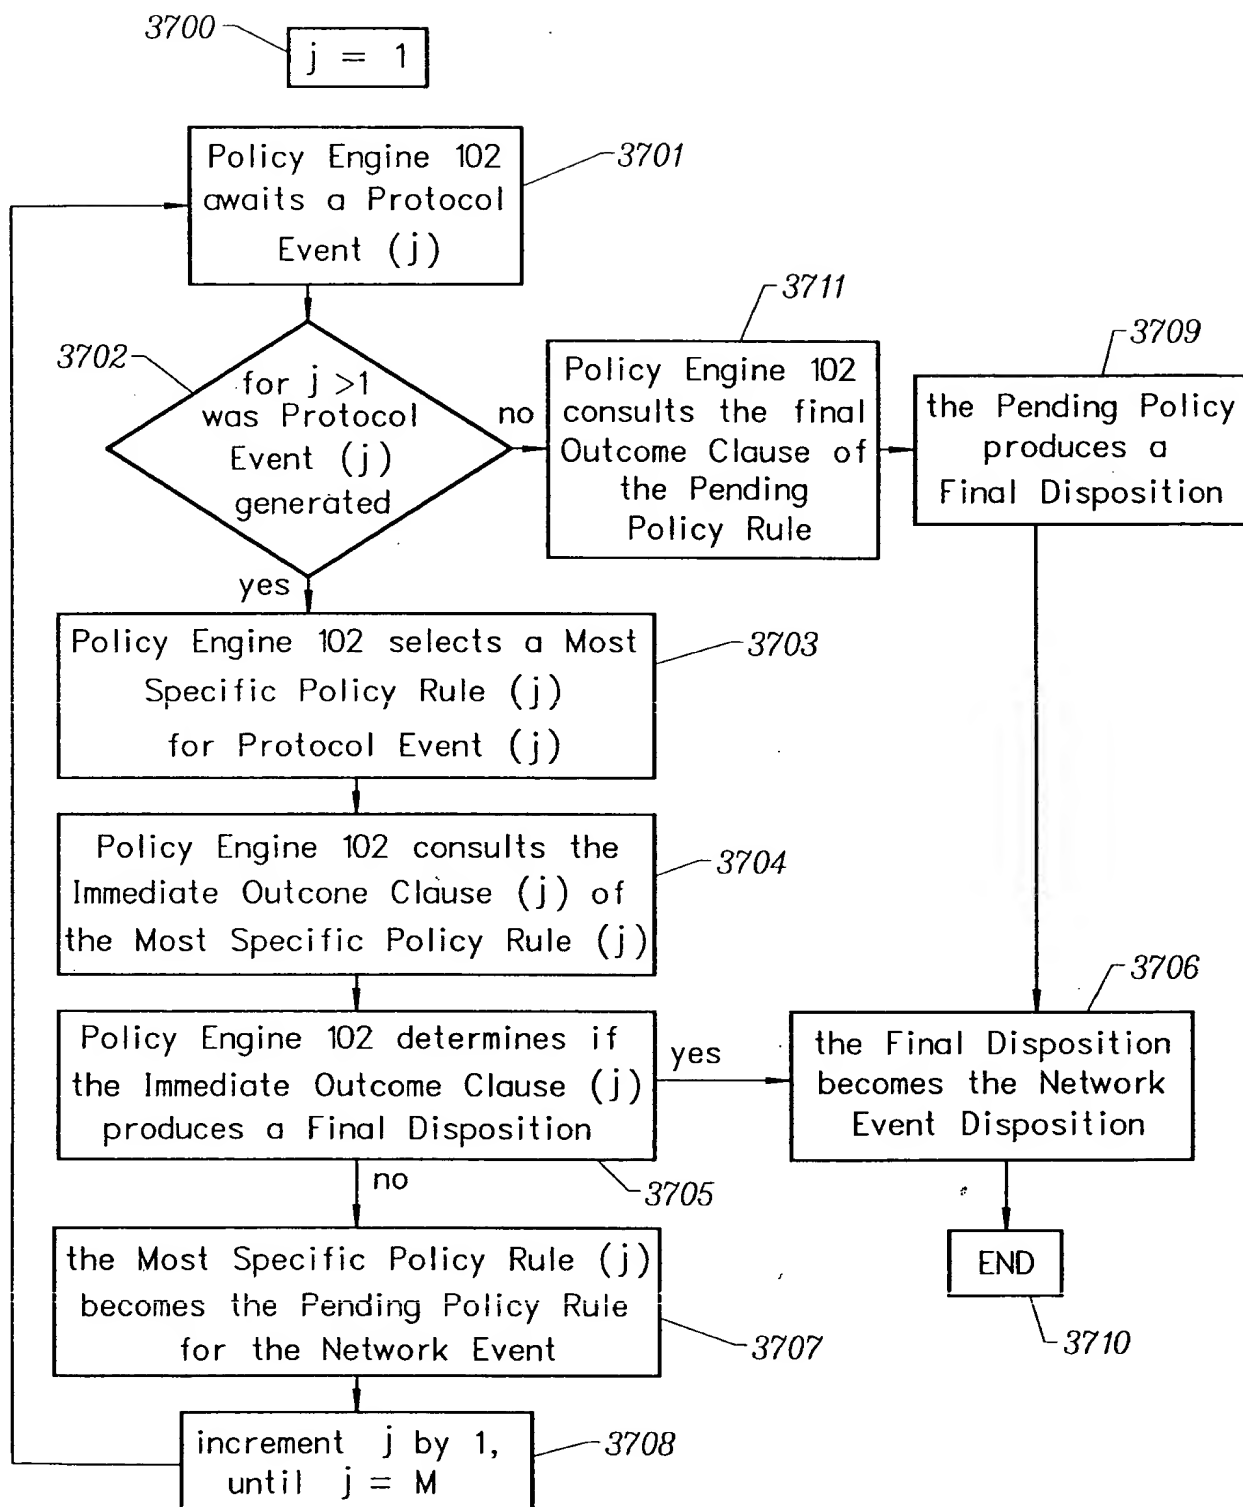 3700
j = 1
Policy Engine 102
awaits a Protocol
Event (j)
3701
3702
for j >1
was Protocol
Event (j)
generated
no
yes
3711
Policy Engine 102
consults the final
Outcome Clause of
the Pending
Policy Rule
3709
the Pending Policy
produces a
Final Disposition
Policy Engine 102 selects a Most
Specific Policy Rule (j)
for Protocol Event (j)
3703
Policy Engine 102 consults the
Immediate Outcone Clause (j) of
the Most Specific Policy Rule (j)
3704
Policy Engine 102 determines if
the Immediate Outcome Clause (j)
produces a Final Disposition
3705
yes
no
3706
the Final Disposition
becomes the Network
Event Disposition
END
3710
the Most Specific Policy Rule (j)
becomes the Pending Policy Rule
for the Network Event
3707
increment j by 1,
until j = M
3708